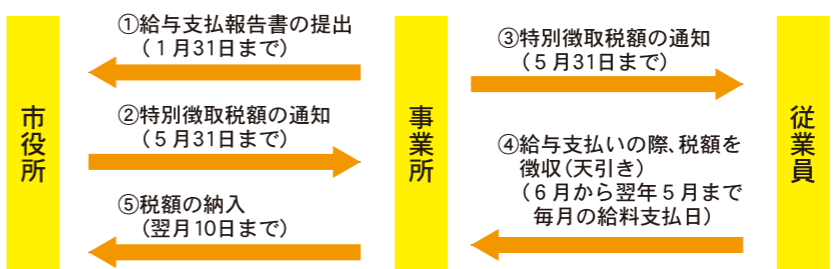 市役所
①給与支払報告書の提出
（１月31日まで）
②特別徴収税額の通知
（５月31日まで）
⑤税額の納入
（翌月10日まで）
事業所
③特別徴収税額の通知
（５月31日まで）
④給与支払いの際、税額を
徴収（天引き）
（６月から翌年５月まで
毎月の給料支払日）
従業員